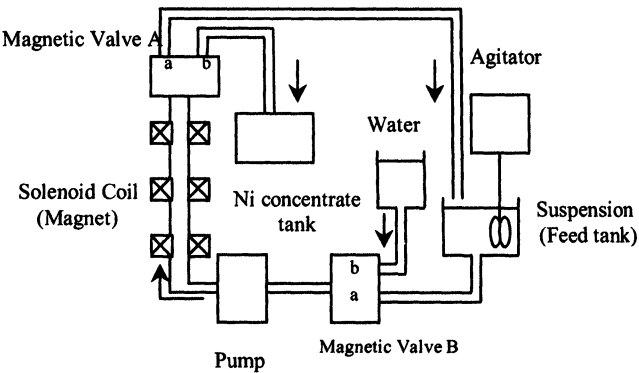 Magnetic Valve A
a b
Agitator
Water
Solenoid Coil
(Magnet)
Ni concentrate
tank
Suspension
(Feed tank)
b
a
Pump
Magnetic Valve B